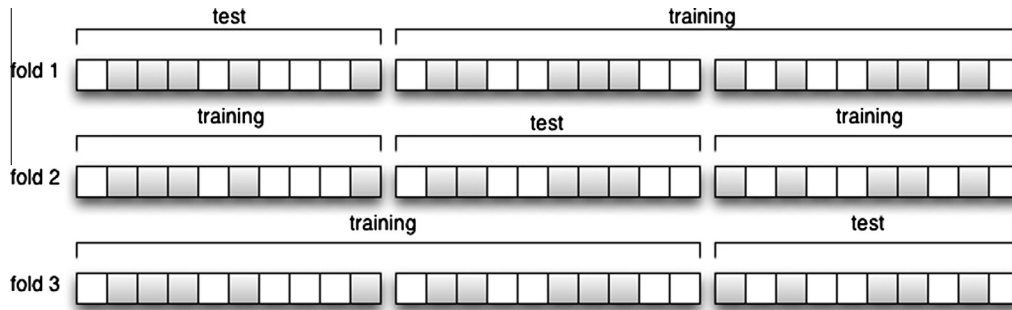 test training
fold 1
training test training
fold 2
training test
fold 3